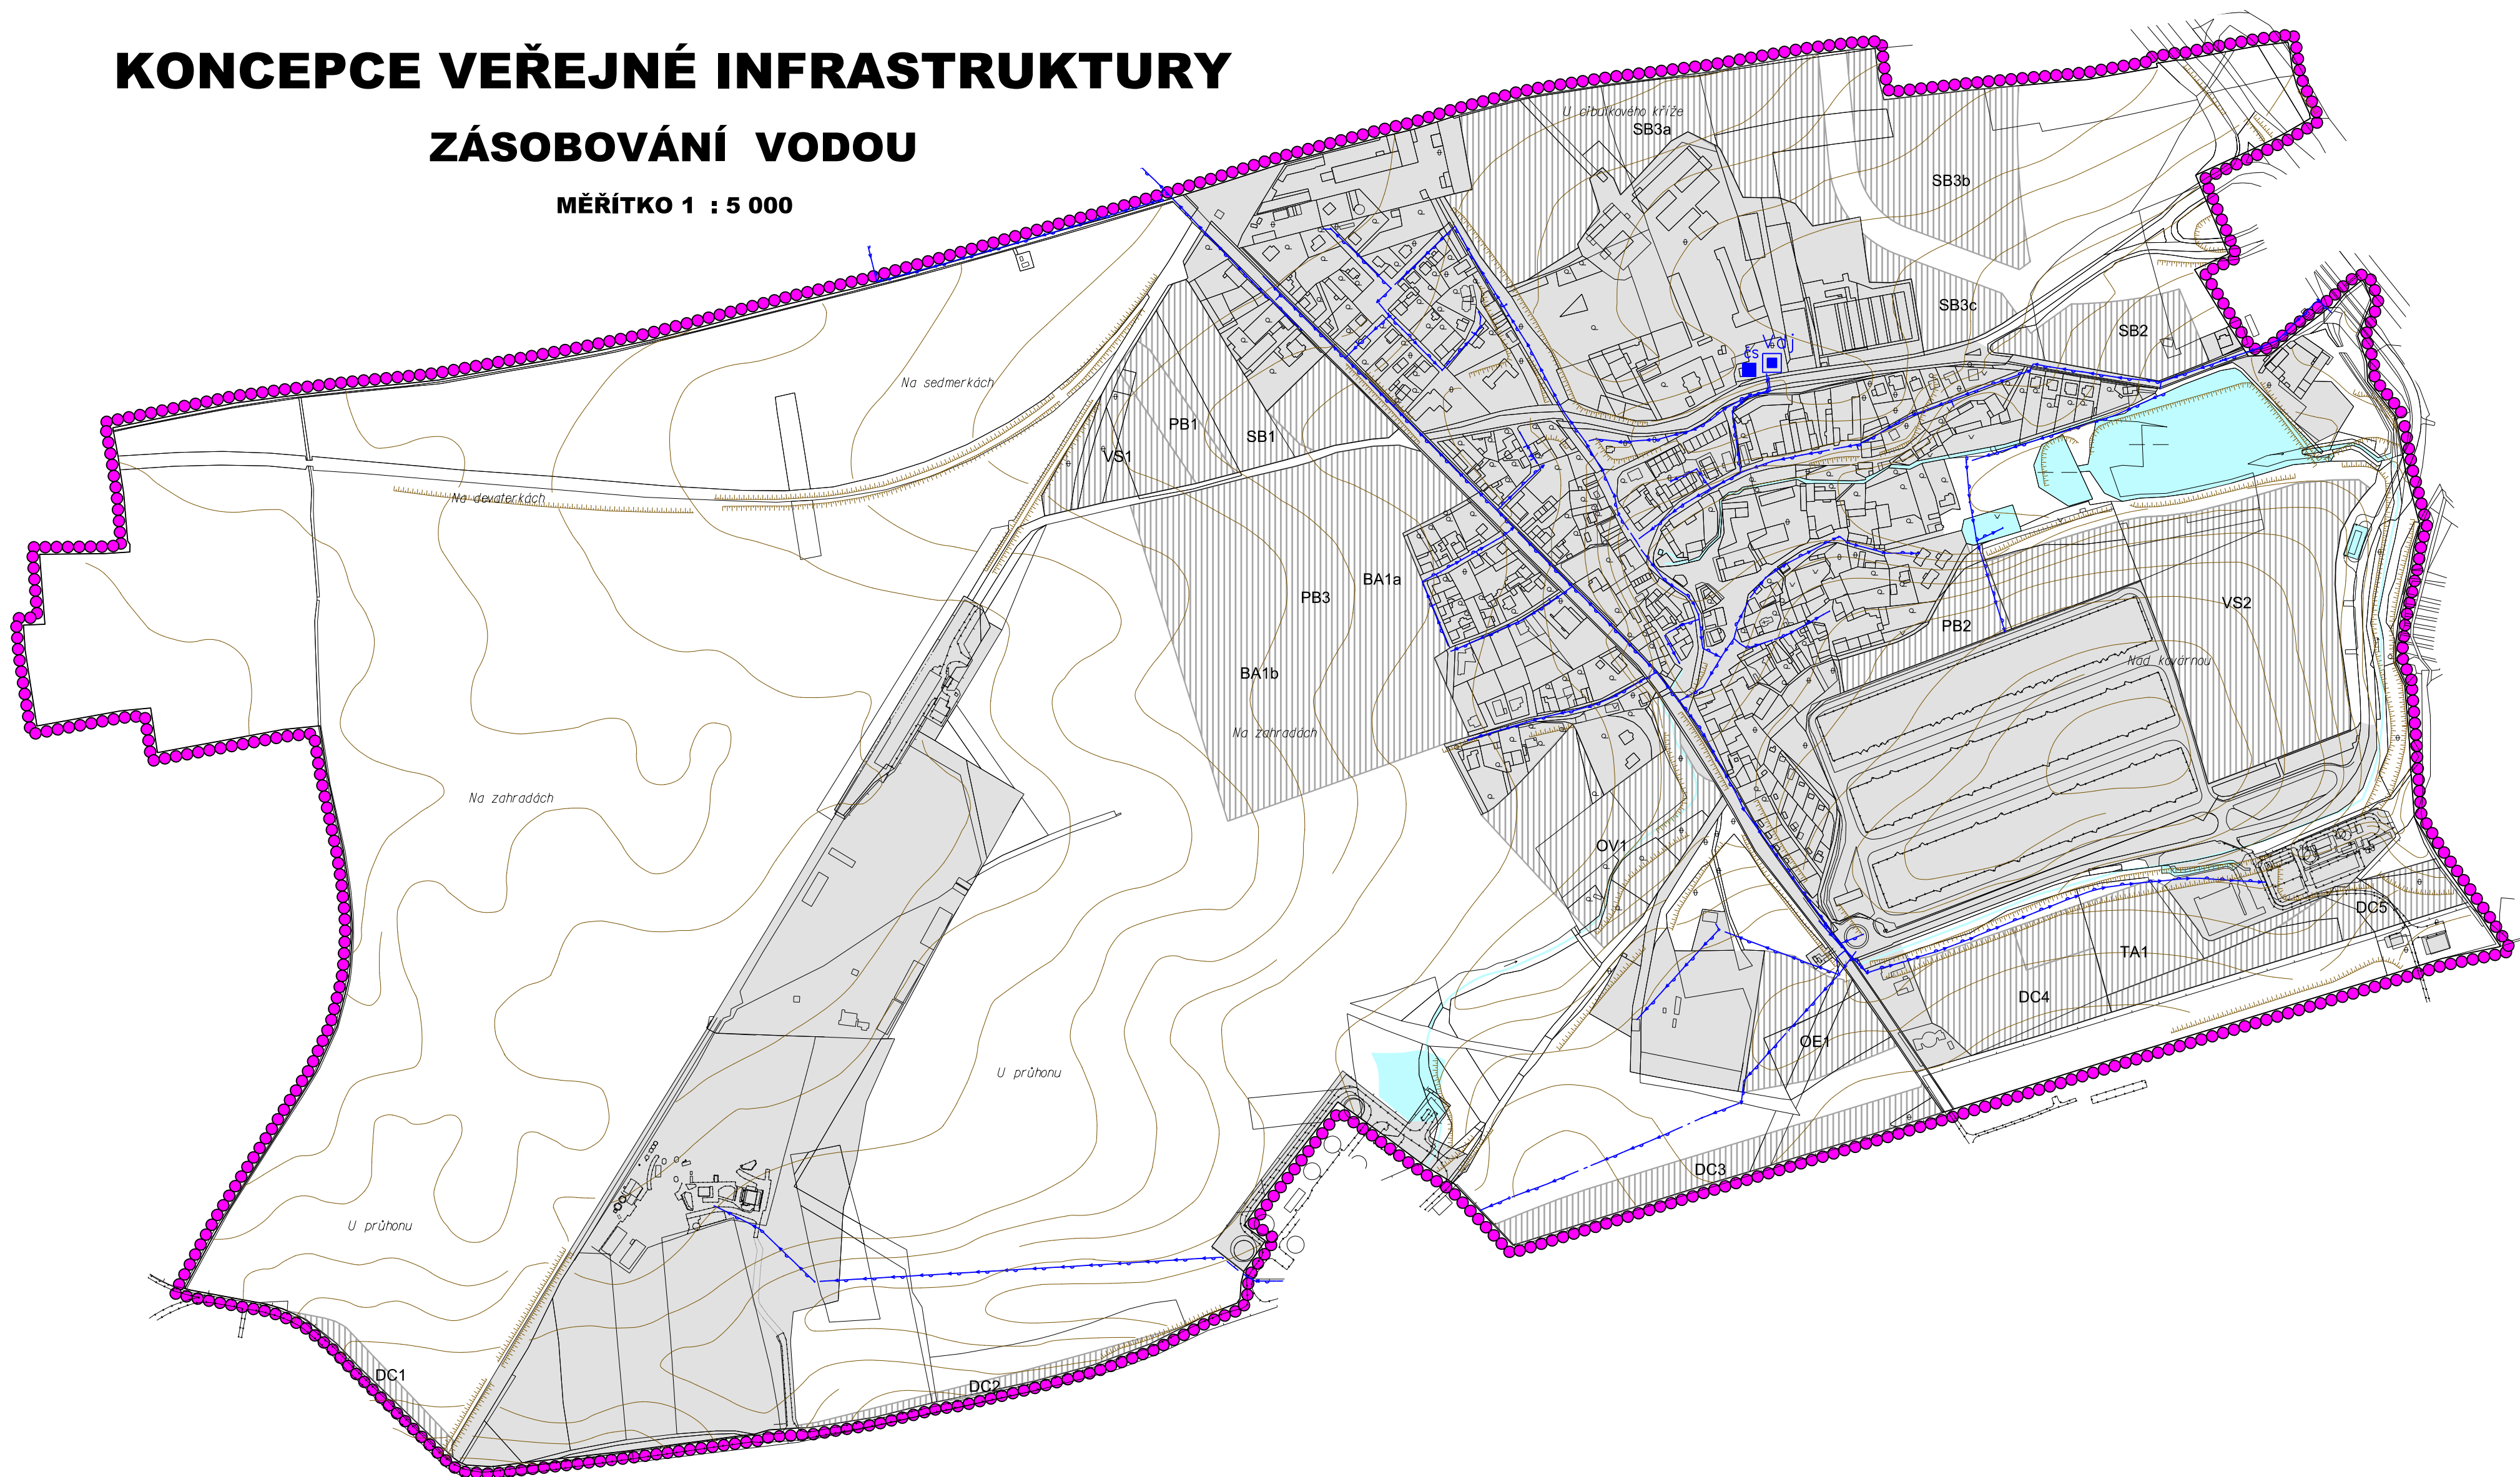 KONCEPCE VEŘEJNÉ INFRASTRUKTURY
ZÁSOBOVÁNÍ VODOU
MĚŘÍTKO 1 : 5 000
U cibulkového kříže
SB3a
SB3b
SB3c
SB2
čs
Vdj
Na sedmerkách
PB1
SB1
VS1
Na devaterkách
BA1a
PB3
VS2
PB2
Nad kovárnou
BA1b
Na zahradách
Na zahradách
OV1
DC5
TA1
DC4
OE1
U průhonu
DC3
U průhonu
DC1
DC2